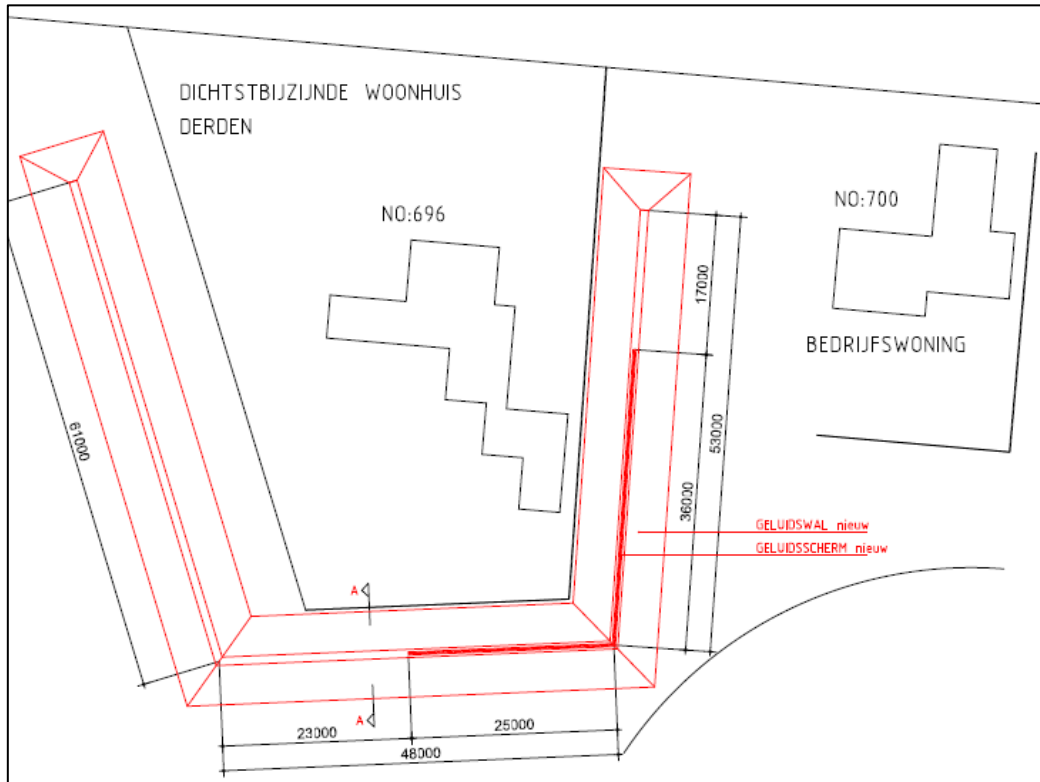 DICHTSTBIJZIJNDE WOONHUIS
DERDEN
NO:696
NO:700
BEDRIJFSWONING
17000
61000
53000
36000
GELUIDSWAL nieuw
GELUIDSSCHERM nieuw
A
A
23000
25000
48000